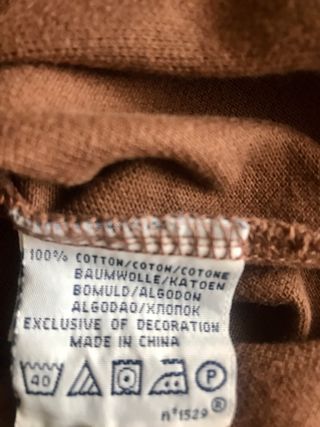 100% COTTON/COTON/COTONE
BAUMWOLLE/KATOEN
BOMULD/ALGODON
ALGODAO/ХЛОПОК
EXCLUSIVE OF DECORATION
MADE IN CHINA
40 P
n°1529 ®